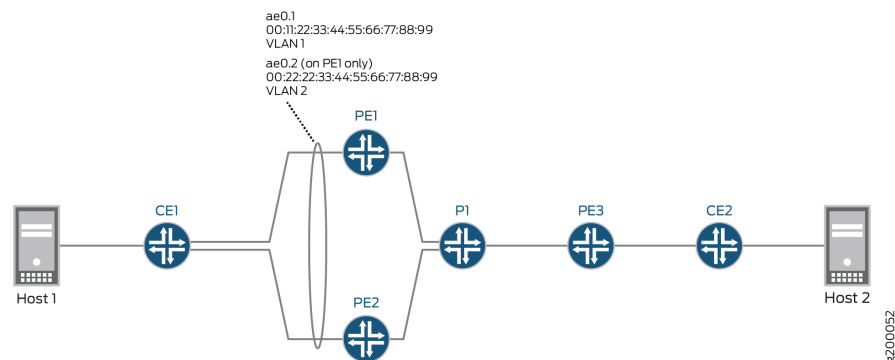 ae0.1
00:11:22:33:44:55:66:77:88:99
VLAN 1
ae0.2 (on PE1 only)
00:22:22:33:44:55:66:77:88:99
VLAN 2
PE1
CE1
P1
PE3
CE2
Host 1
PE2
Host 2
g200052